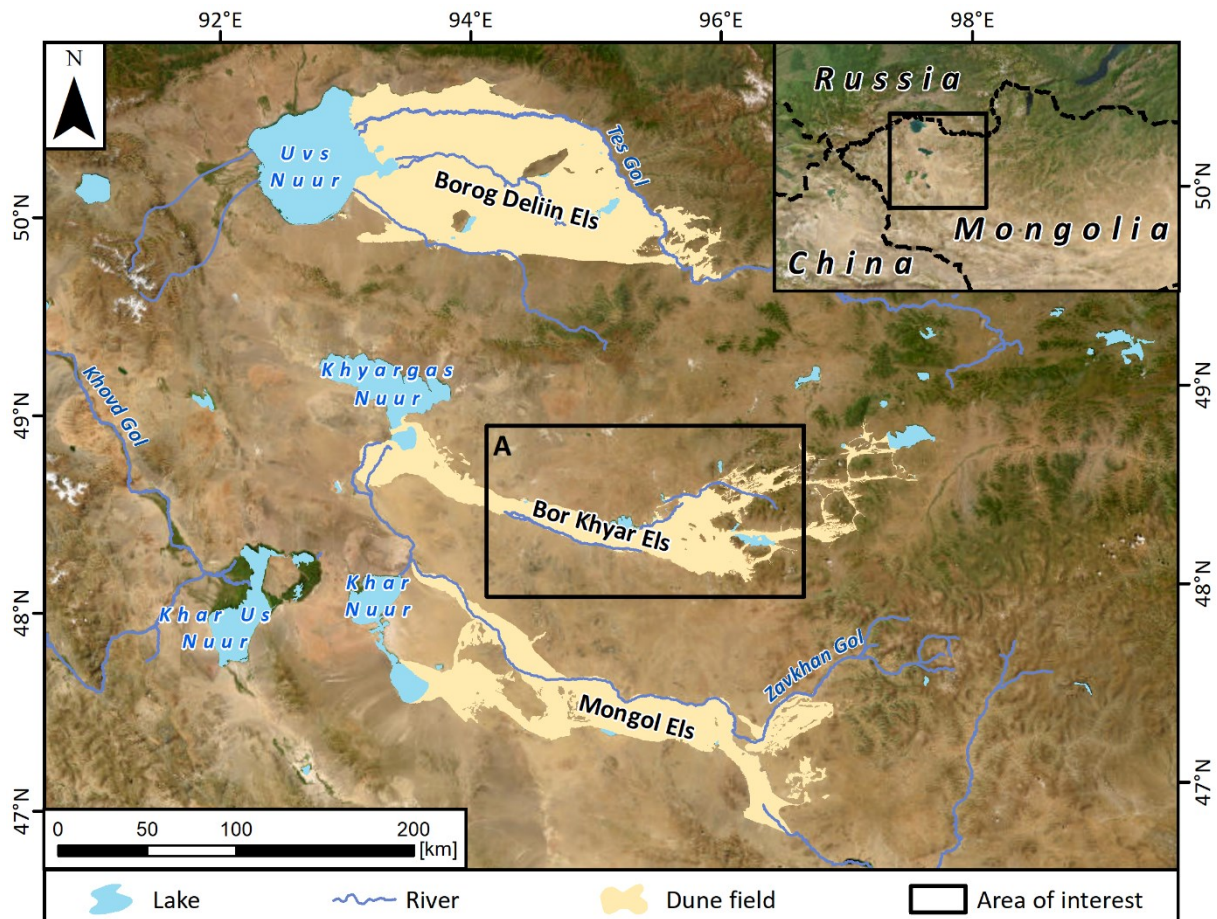 92°E 94°E 96°E 98°E
N
Russia
Mongolia
China
50°N 50°N
Uvs
Nuur
Tes Gol
Borog Deliin Els
Khyargas
Nuur
Khovd Gol
49°N 49°N
A
Bor Khyar Els
Khar Us
Nuur
Khar
Nuur
48°N 48°N
Zavkhan Gol
Mongol Els
47°N 47°N
0 50 100 200
[km]
Lake River Dune field Area of interest